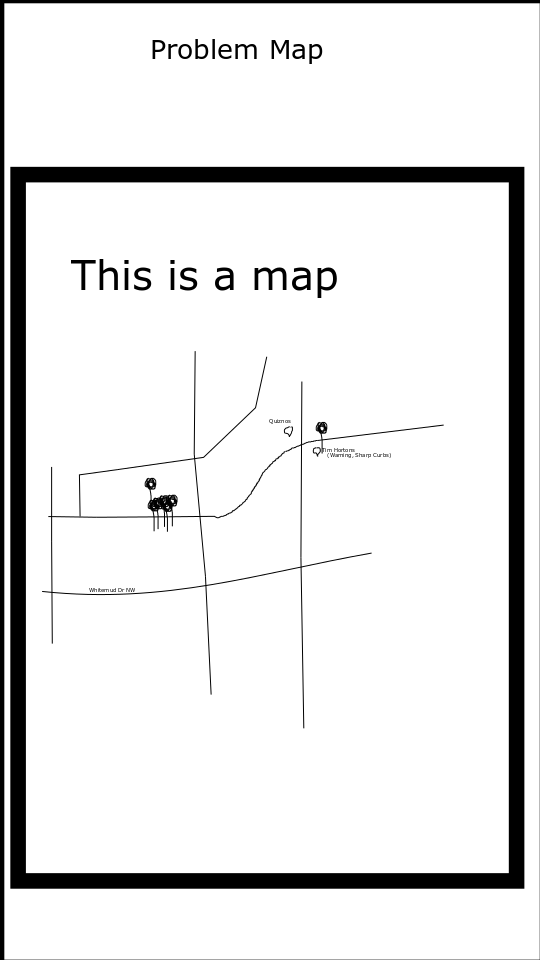 Problem Map
This is a map
Quiznos
Tim Hortons
(Warning, Sharp Curbs)
Whitemud Dr NW